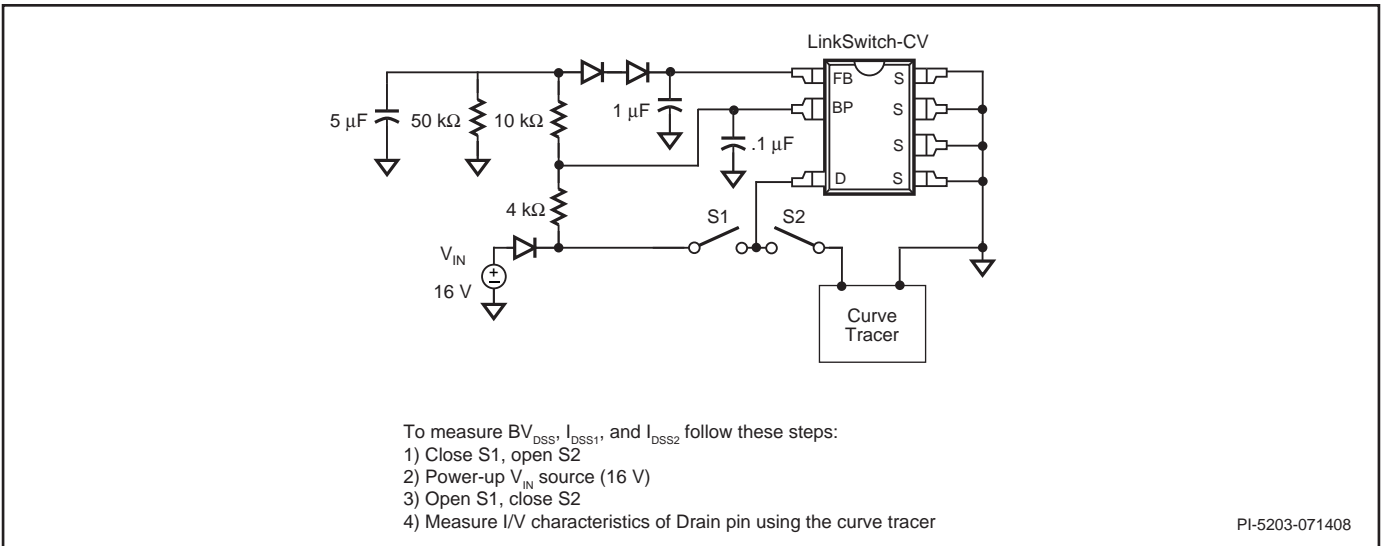 LinkSwitch-CV
FB
S
BP
S
S
D
S
5 μF
50 kΩ
10 kΩ
1 μF
.1 μF
4 kΩ
S1
S2
V_IN
+
−
16 V
Curve
Tracer
To measure BV_DSS, I_DSS1, and I_DSS2 follow these steps:
1) Close S1, open S2
2) Power-up V_IN source (16 V)
3) Open S1, close S2
4) Measure I/V characteristics of Drain pin using the curve tracer
PI-5203-071408